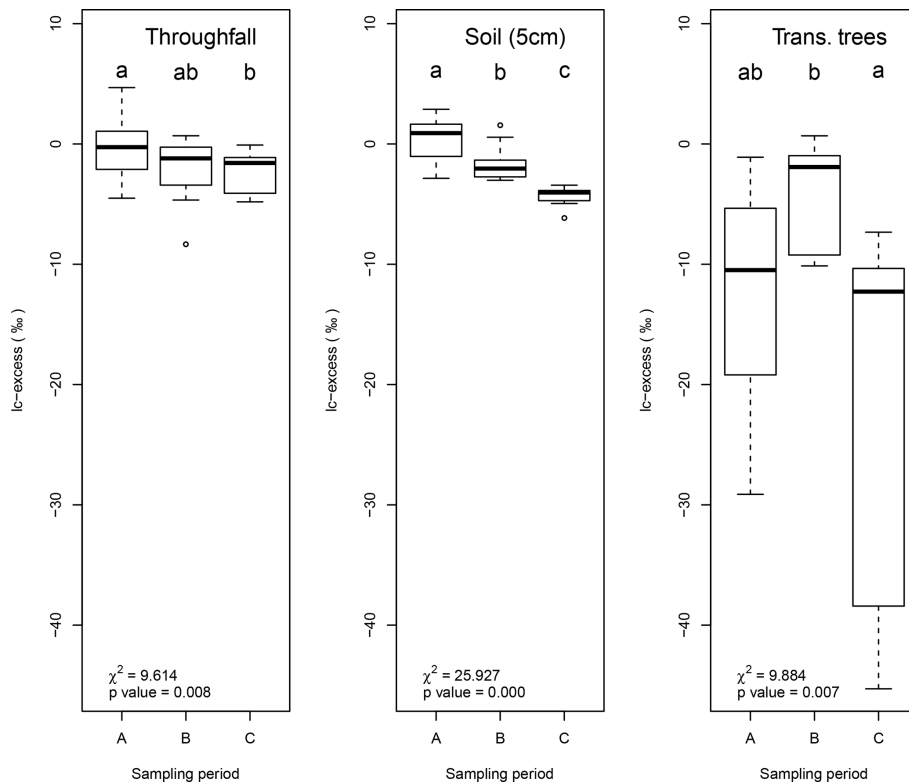 Throughfall
a ab b
10
0
−10
−20
−30
−40
lc−excess ( ‰ )
χ² = 9.614
p value = 0.008
A B C
Sampling period
Soil (5cm)
a b c
10
0
−10
−20
−30
−40
lc−excess ( ‰ )
χ² = 25.927
p value = 0.000
A B C
Sampling period
Trans. trees
ab b a
10
0
−10
−20
−30
−40
lc−excess ( ‰ )
χ² = 9.884
p value = 0.007
A B C
Sampling period